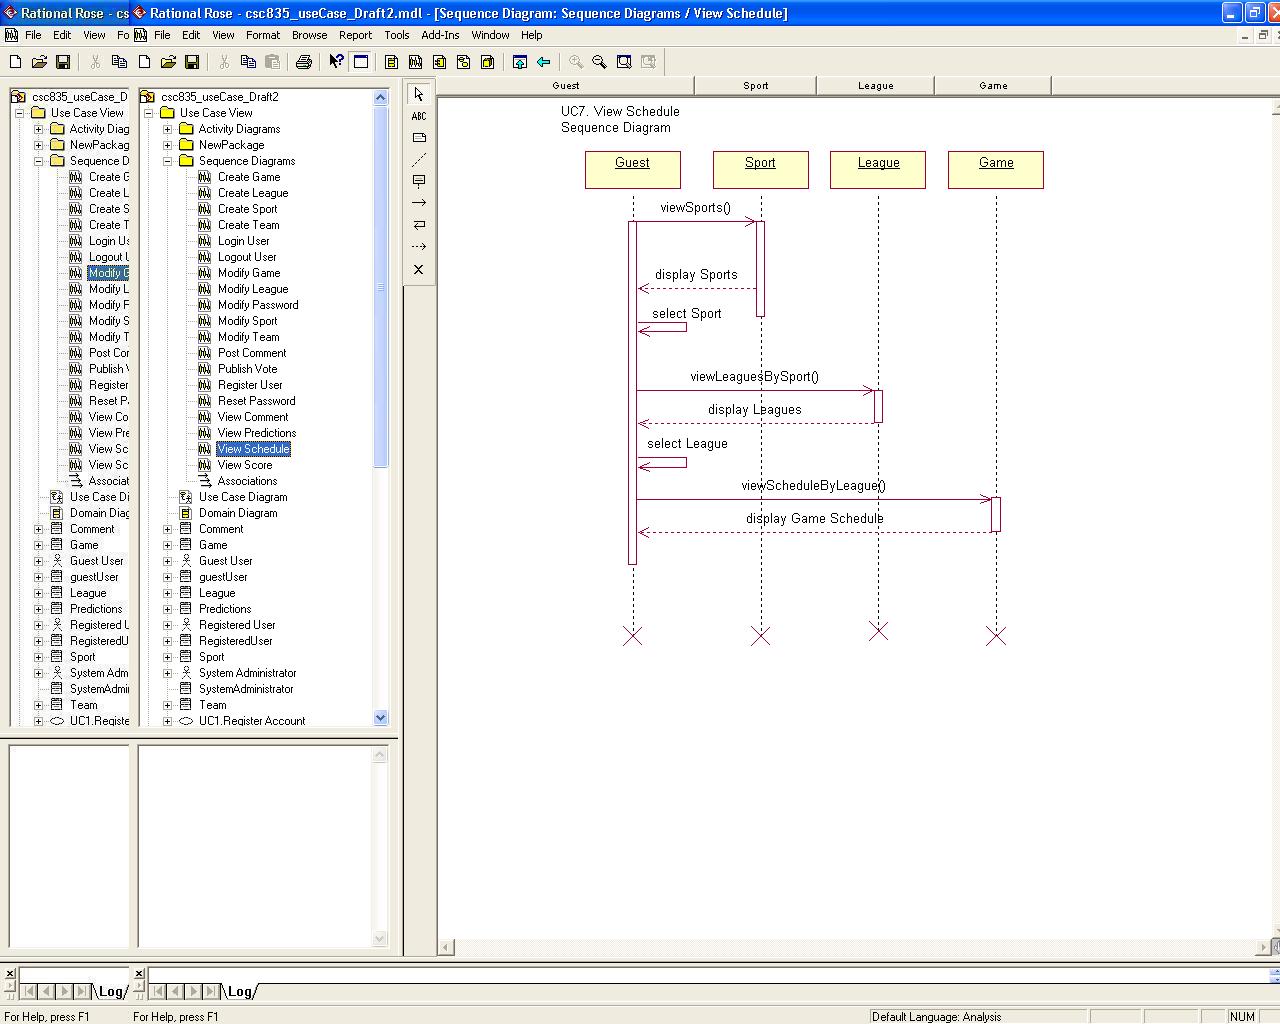 Rational Rose - cs
Rational Rose - csc835_useCase_Draft2.mdl - [Sequence Diagram: Sequence Diagrams / View Schedule]
File Edit View Fo
File Edit View Format Browse Report Tools Add-Ins Window Help
csc835_useCase_D
Use Case View
Activity Diag
NewPackag
Sequence D
Create G
Create L
Create S
Create T
Login Us
Logout U
Modify G
Modify L
Modify P
Modify S
Modify T
Post Cor
Publish V
Register
Reset P
View Co
View Pre
View Sc
View Sc
Associat
Use Case Di
Domain Diag
Comment
Game
Guest User
guestUser
League
Predictions
Registered U
RegisteredU
Sport
System Adm
SystemAdmi
Team
UC1.Registe
csc835_useCase_Draft2
Use Case View
Activity Diagrams
NewPackage
Sequence Diagrams
Create Game
Create League
Create Sport
Create Team
Login User
Logout User
Modify Game
Modify League
Modify Password
Modify Sport
Modify Team
Post Comment
Publish Vote
Register User
Reset Password
View Comment
View Predictions
View Schedule
View Score
Associations
Use Case Diagram
Domain Diagram
Comment
Game
Guest User
guestUser
League
Predictions
Registered User
RegisteredUser
Sport
System Administrator
SystemAdministrator
Team
UC1.Register Account
ABC
Guest Sport League Game
UC7. View Schedule
Sequence Diagram
Guest Sport League Game
viewSports()
display Sports
select Sport
viewLeaguesBySport()
display Leagues
select League
viewScheduleByLeague()
display Game Schedule
Log
Log
For Help, press F1
For Help, press F1
Default Language: Analysis
NUM